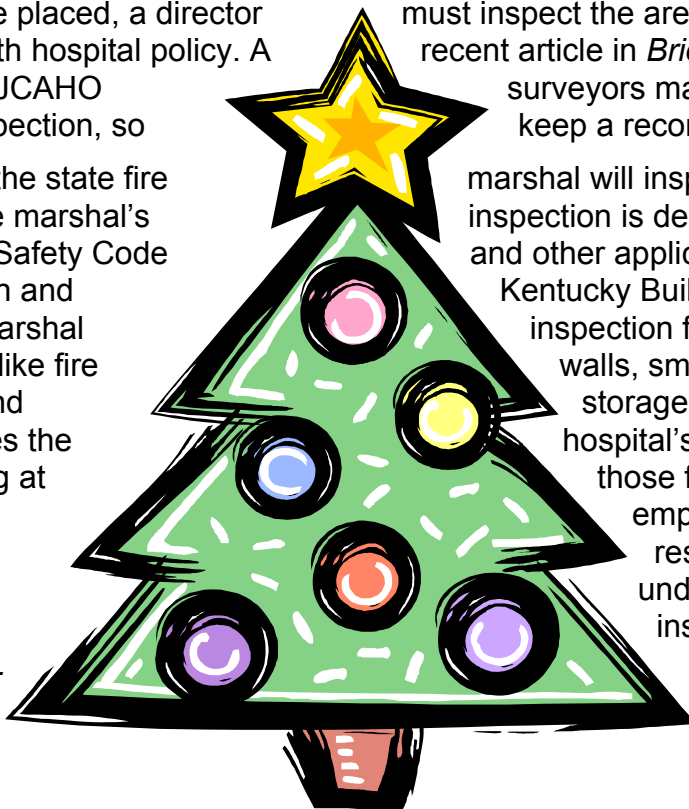 e placed, a director must inspect the are
th hospital policy. A recent article in Bri
JCAHO surveyors ma
pection, so keep a recor
the state fire marshal will insp
e marshal's inspection is de
Safety Code and other applic
n and Kentucky Buil
arshal inspection f
like fire walls, sm
nd storage
es the hospital's
g at those f
emp
res
und
ins